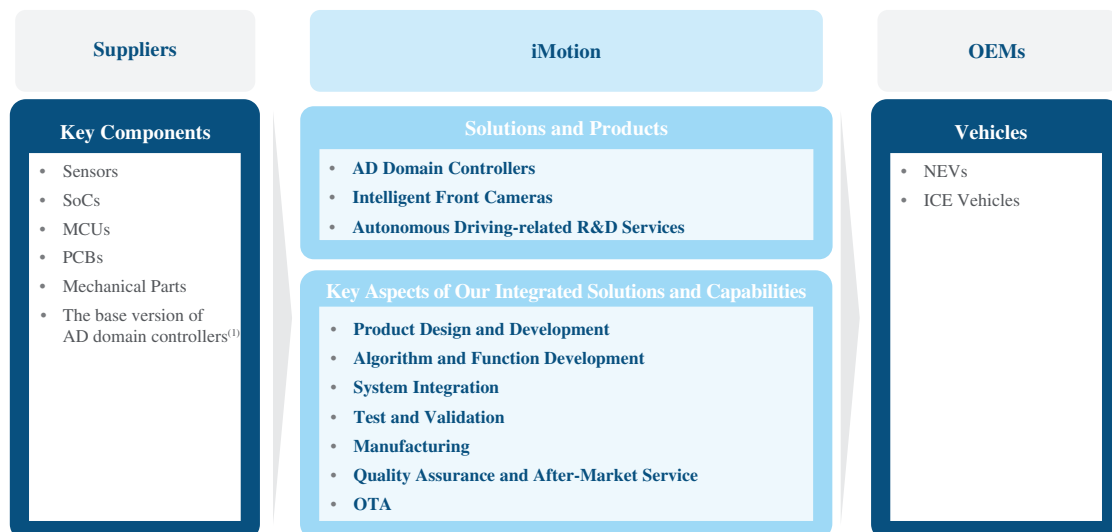 Suppliers
iMotion
OEMs
Key Components
• Sensors
• SoCs
• MCUs
• PCBs
• Mechanical Parts
• The base version of
AD domain controllers(1)
Solutions and Products
• AD Domain Controllers
• Intelligent Front Cameras
• Autonomous Driving-related R&D Services
Key Aspects of Our Integrated Solutions and Capabilities
• Product Design and Development
• Algorithm and Function Development
• System Integration
• Test and Validation
• Manufacturing
• Quality Assurance and After-Market Service
• OTA
Vehicles
• NEVs
• ICE Vehicles